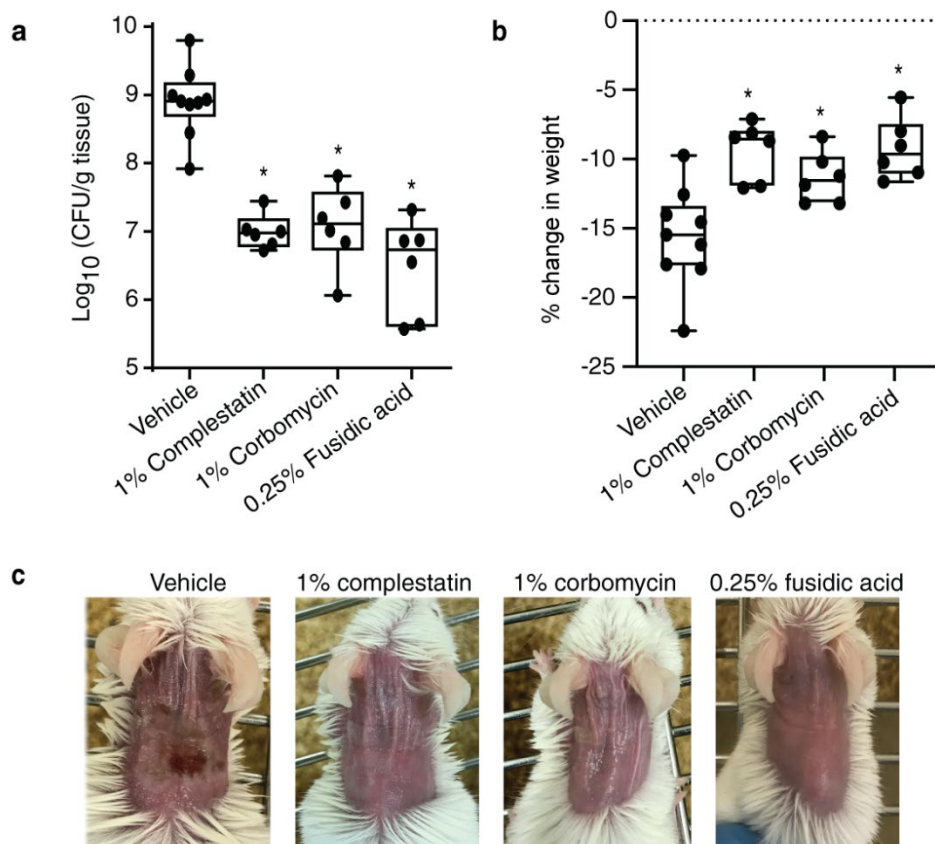 a
Log10 (CFU/g tissue)
10
9
8
7
6
5
*
*
*
Vehicle
1% Complestatin
1% Corbomycin
0.25% Fusidic acid
b
% change in weight
-0
-5
-10
-15
-20
-25
*
*
*
Vehicle
1% Complestatin
1% Corbomycin
0.25% Fusidic acid
c
Vehicle
1% complestatin
1% corbomycin
0.25% fusidic acid